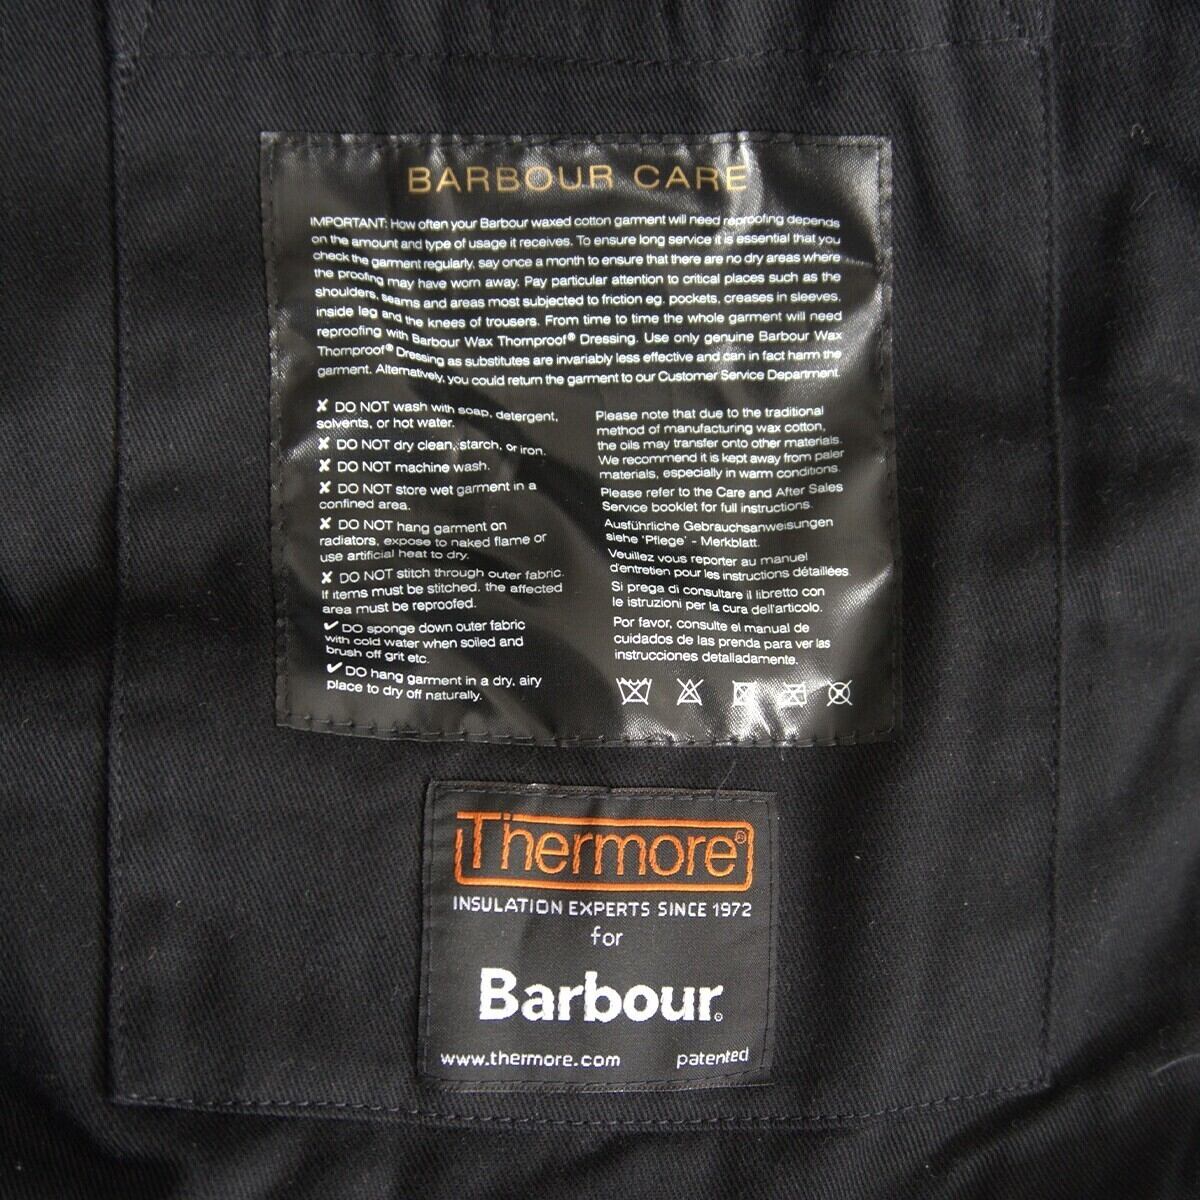 BARBOUR CARE
IMPORTANT: How often your Barbour waxed cotton garment will need reproofing depends
on the amount and type of usage it receives. To ensure long service it is essential that you
check the garment regularly, say once a month to ensure that there are no dry areas where
the proofing may have worn away. Pay particular attention to critical places such as the
shoulders, seams and areas most subjected to friction eg. pockets, creases in sleeves,
inside leg and the knees of trousers. From time to time the whole garment will need
reproofing with Barbour Wax Thornproof® Dressing. Use only genuine Barbour Wax
Thornproof® Dressing as substitutes are invariably less effective and can in fact harm the
garment. Alternatively, you could return the garment to our Customer Service Department.
✘ DO NOT wash with soap, detergent,
solvents, or hot water.
✘ DO NOT dry clean, starch, or iron.
✘ DO NOT machine wash.
✘ DO NOT store wet garment in a
confined area.
✘ DO NOT hang garment on
radiators, expose to naked flame or
use artificial heat to dry.
✘ DO NOT stitch through outer fabric.
If items must be stitched, the affected
area must be reproofed.
✔ DO sponge down outer fabric
with cold water when soiled and
brush off grit etc.
✔ DO hang garment in a dry, airy
place to dry off naturally.
Please note that due to the traditional
method of manufacturing wax cotton,
the oils may transfer onto other materials.
We recommend it is kept away from paler
materials, especially in warm conditions.
Please refer to the Care and After Sales
Service booklet for full instructions.
Ausführliche Gebrauchsanweisungen
siehe 'Pflege' - Merkblatt.
Veuillez vous reporter au manuel
d'entretien pour les instructions détaillées.
Si prega di consultare il libretto con
le istruzioni per la cura dell'articolo.
Por favor, consulte el manual de
cuidados de las prenda para ver las
instrucciones detalladamente.
Thermore®
INSULATION EXPERTS SINCE 1972
for
Barbour®
www.thermore.com patented